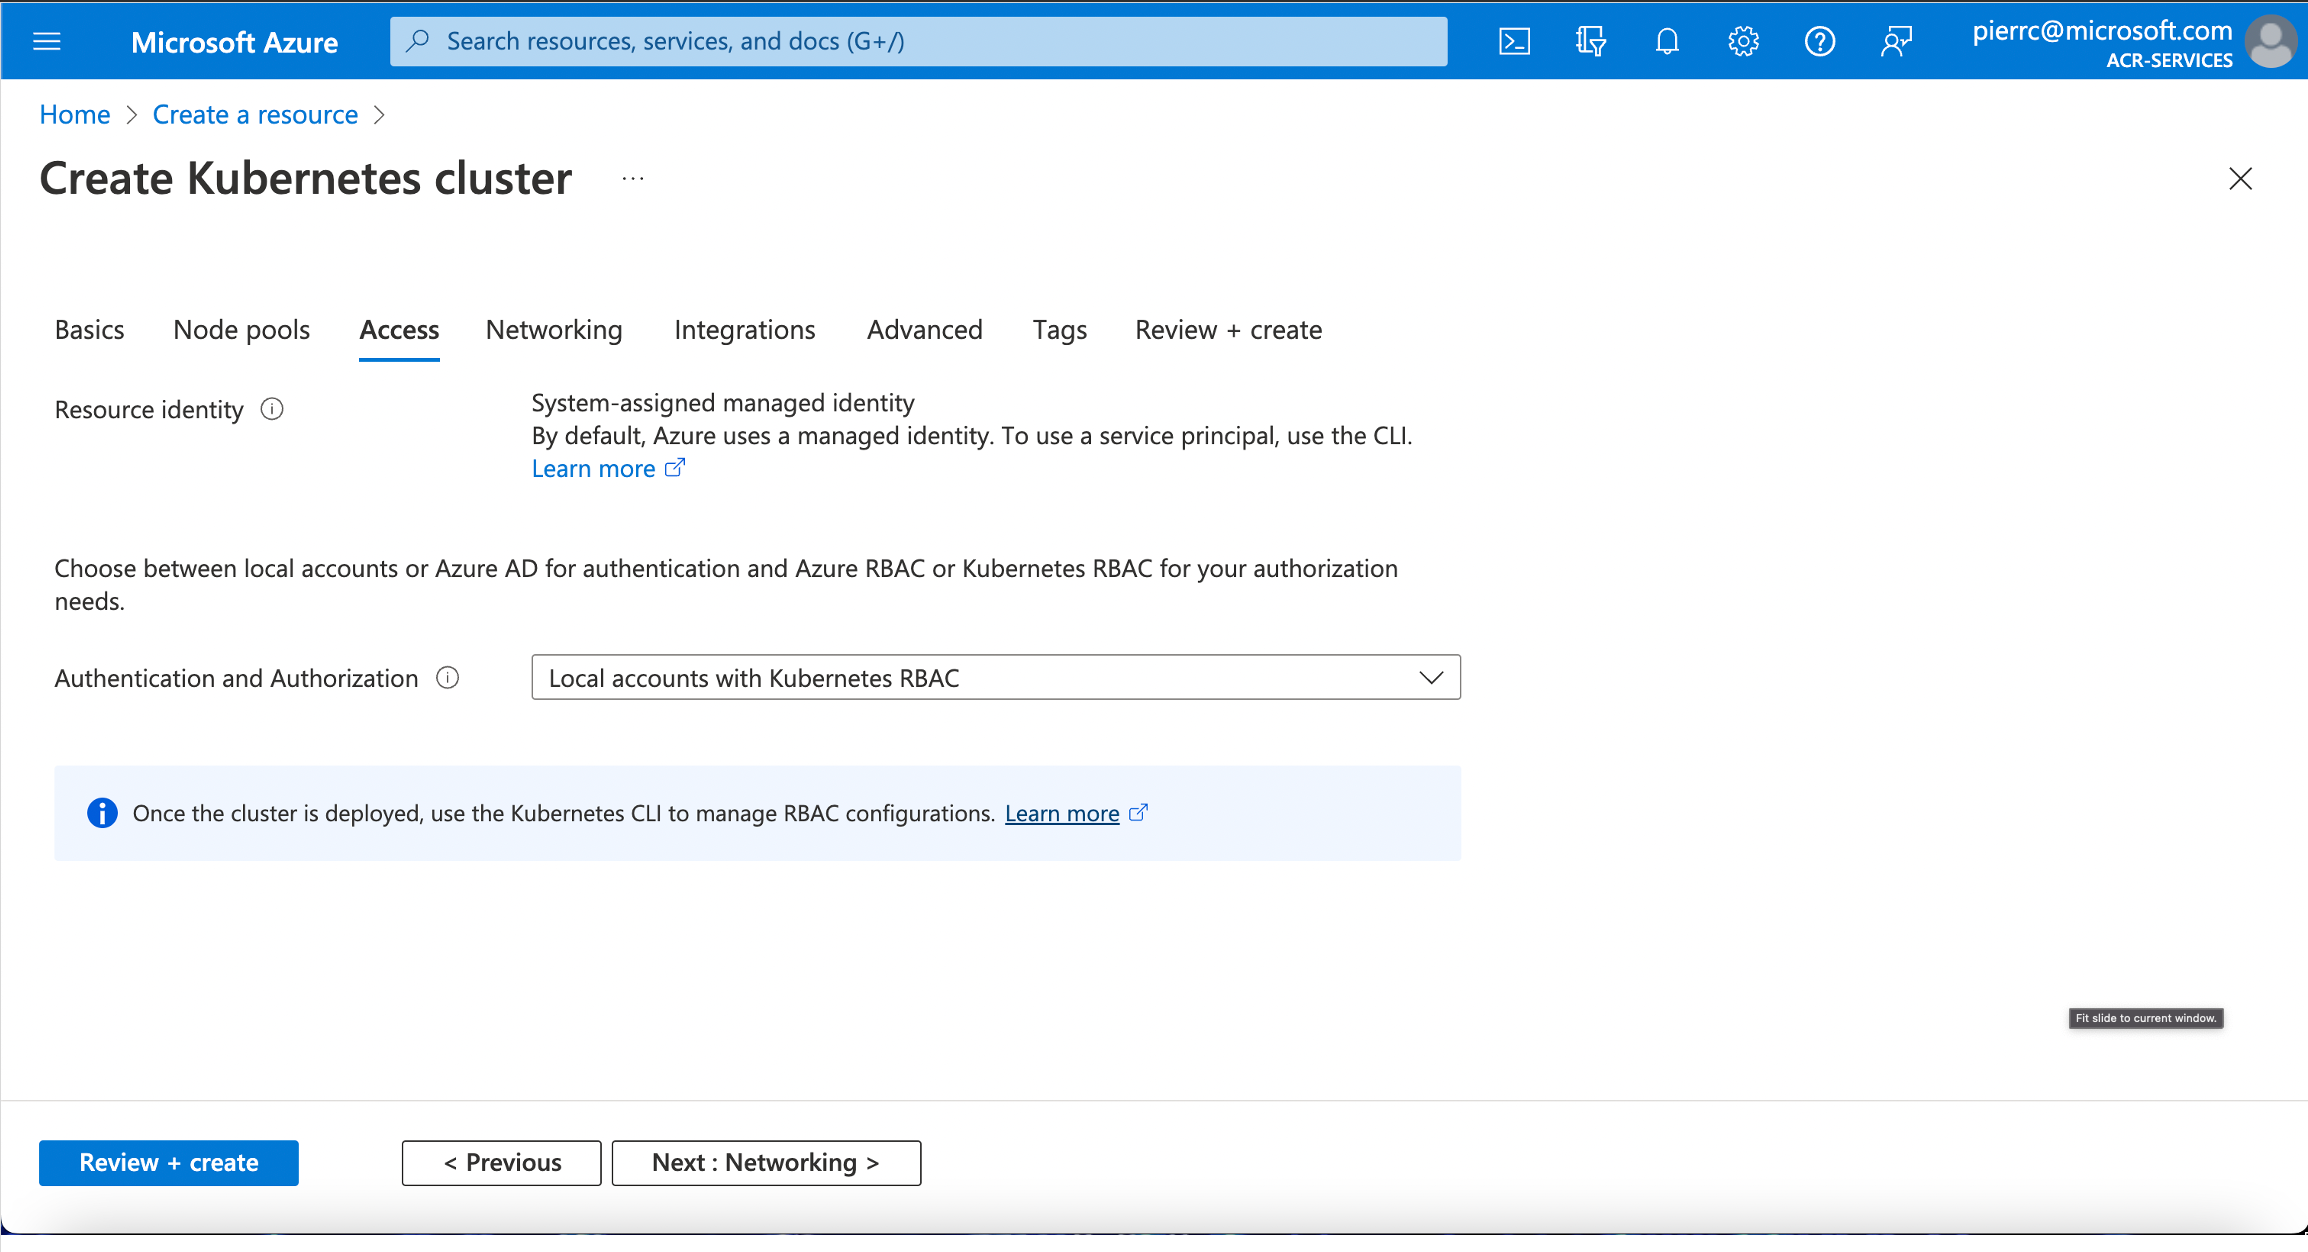 Microsoft Azure
Search resources, services, and docs (G+/)
pierrc@microsoft.com
ACR-SERVICES
Home > Create a resource >
Create Kubernetes cluster ...
Basics Node pools Access Networking Integrations Advanced Tags Review + create
Resource identity
System-assigned managed identity
By default, Azure uses a managed identity. To use a service principal, use the CLI.
Learn more
Choose between local accounts or Azure AD for authentication and Azure RBAC or Kubernetes RBAC for your authorization
needs.
Authentication and Authorization
Local accounts with Kubernetes RBAC
Once the cluster is deployed, use the Kubernetes CLI to manage RBAC configurations. Learn more
Fit slide to current window.
Review + create
< Previous
Next : Networking >